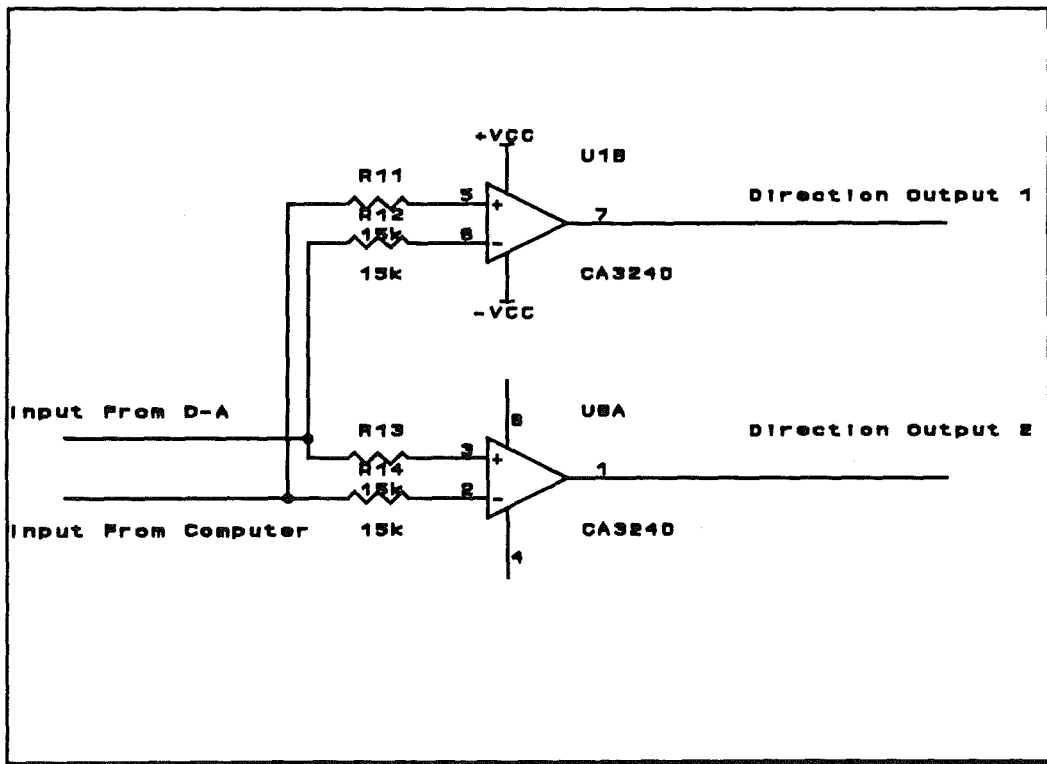 +VCC
U1B
R11
Direction Output 1
5
+
7
R12
15k
6
-
15k
CA3240
-VCC
Input From D-A
8
U8A
R13
Direction Output 2
3
+
1
R14
15k
2
-
Input From Computer
15k
CA3240
4